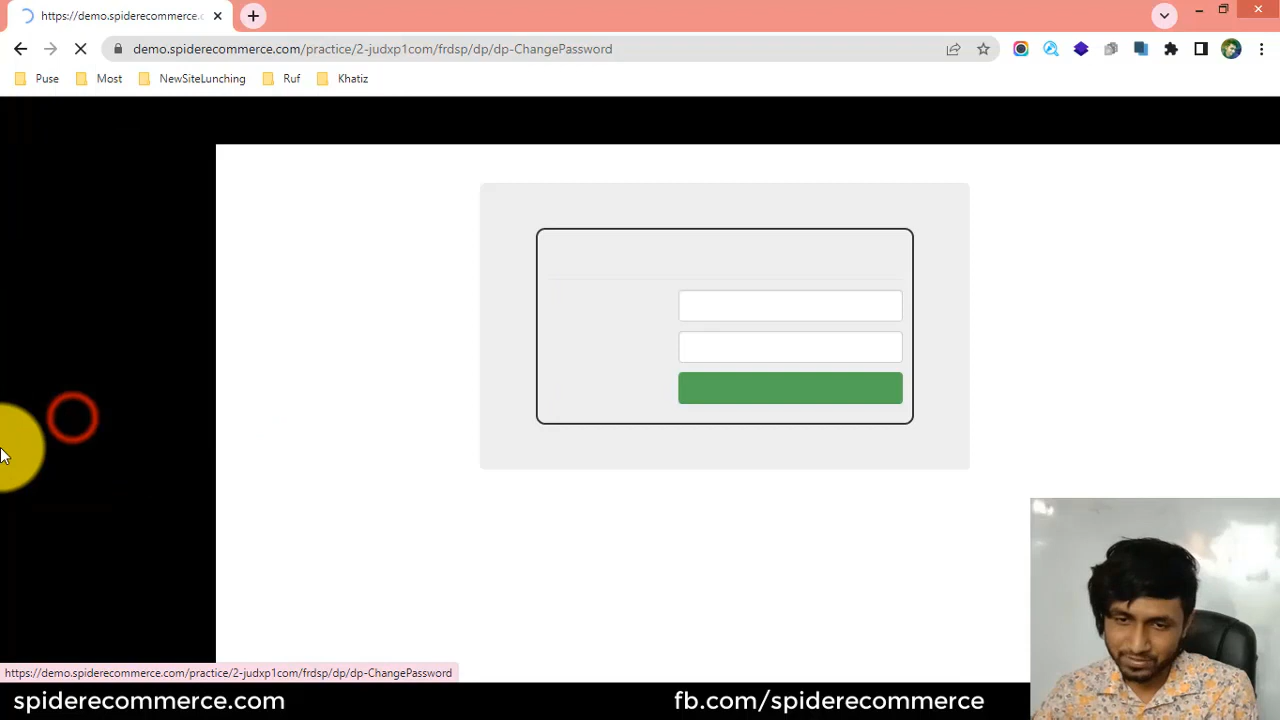 https://demo.spiderecommerce.c
demo.spiderecommerce.com/practice/2-judxp1com/frdsp/dp/dp-ChangePassword
Puse Most NewSiteLunching Ruf Khatiz
https://demo.spiderecommerce.com/practice/2-judxp1com/frdsp/dp/dp-ChangePassword
spiderecommerce.com fb.com/spiderecommerce